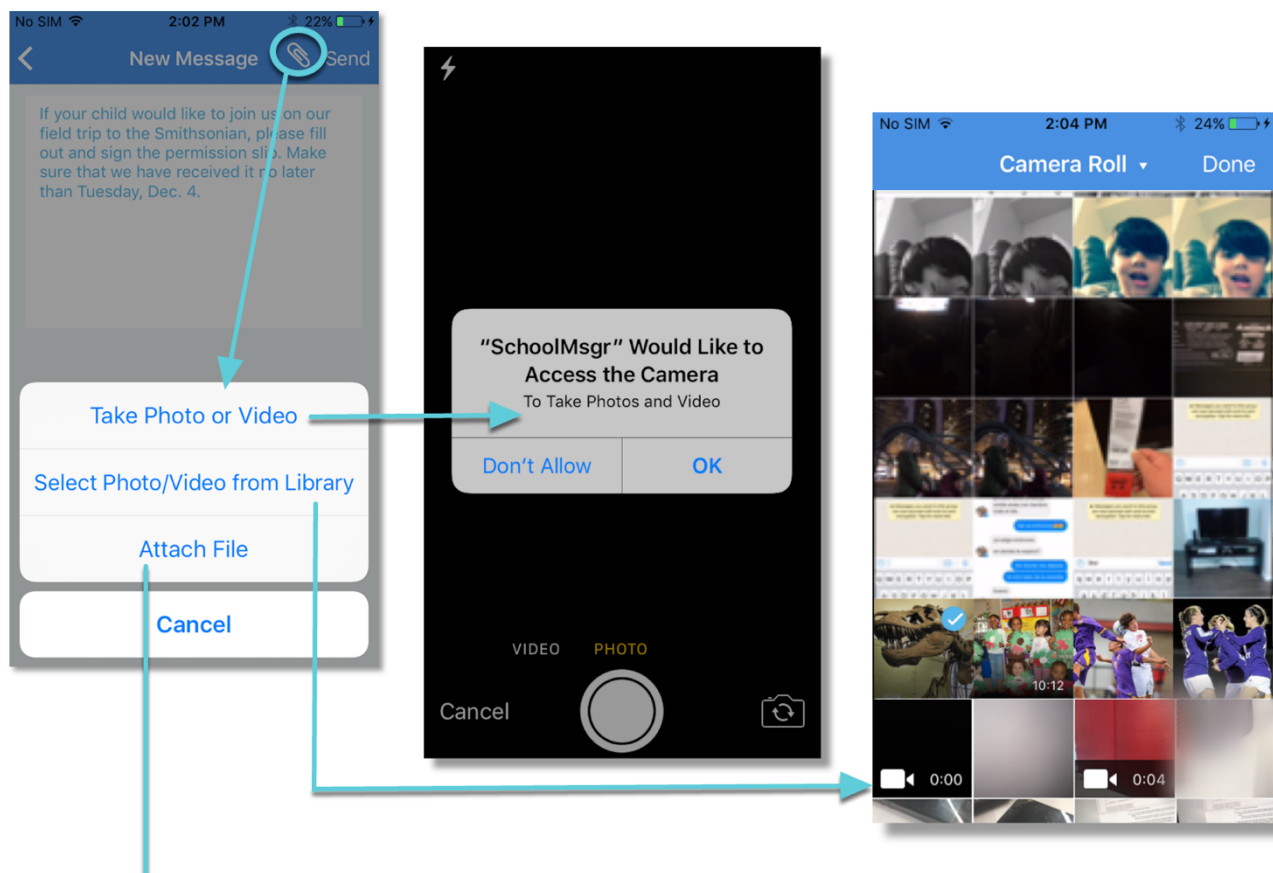 No SIM 2:02 PM 22%
New Message Send
If your child would like to join us on our
field trip to the Smithsonian, please fill
out and sign the permission slip. Make
sure that we have received it no later
than Tuesday, Dec. 4.
Take Photo or Video
Select Photo/Video from Library
Attach File
Cancel
"SchoolMsgr" Would Like to
Access the Camera
To Take Photos and Video
Don't Allow OK
VIDEO PHOTO
Cancel
No SIM 2:04 PM 24%
Camera Roll Done
10:12
0:00 0:04